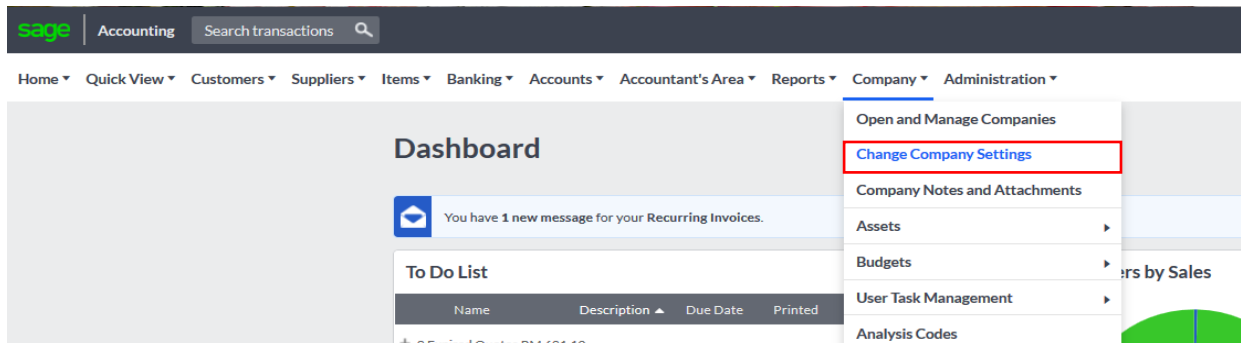 sage Accounting Search transactions
Home Quick View Customers Suppliers Items Banking Accounts Accountant's Area Reports Company Administration
Open and Manage Companies
Dashboard
Change Company Settings
Company Notes and Attachments
You have 1 new message for your Recurring Invoices.
Assets
Budgets
To Do List
ers by Sales
User Task Management
Name Description Due Date Printed
Analysis Codes